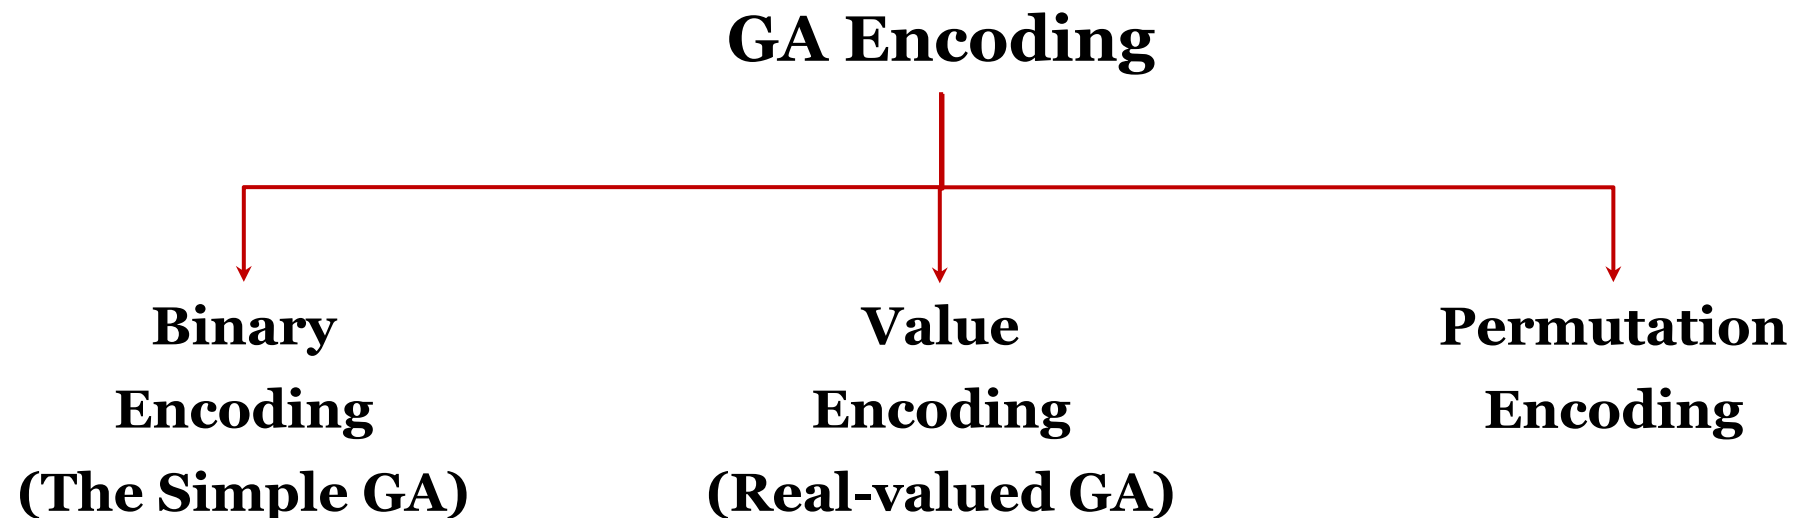 GA Encoding
Binary
Encoding
(The Simple GA)
Value
Encoding
(Real-valued GA)
Permutation
Encoding